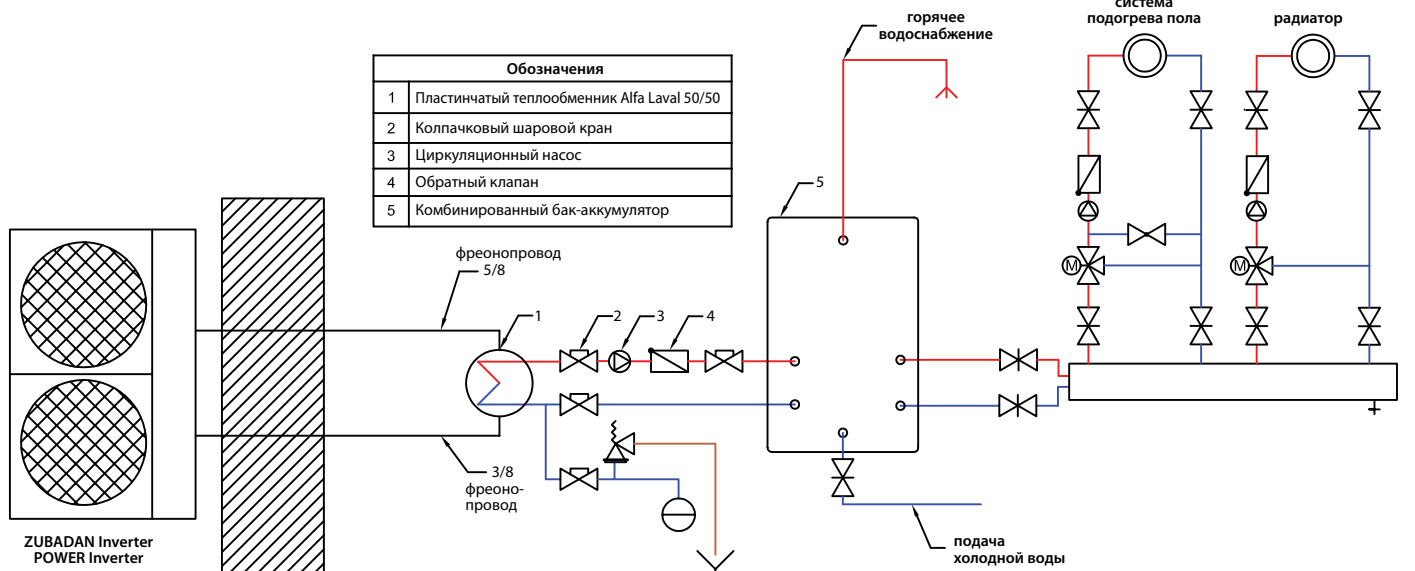 система
подогрева пола
радиатор
горячее
водоснабжение
Обозначения
1 Пластинчатый теплообменник Alfa Laval 50/50
2 Колпачковый шаровой кран
3 Циркуляционный насос
4 Обратный клапан
5 Комбинированный бак-аккумулятор
5
фреонопровод
5/8
1
2
3
4
M
M
3/8
фреоно-
провод
ZUBADAN Inverter
POWER Inverter
подача
холодной воды